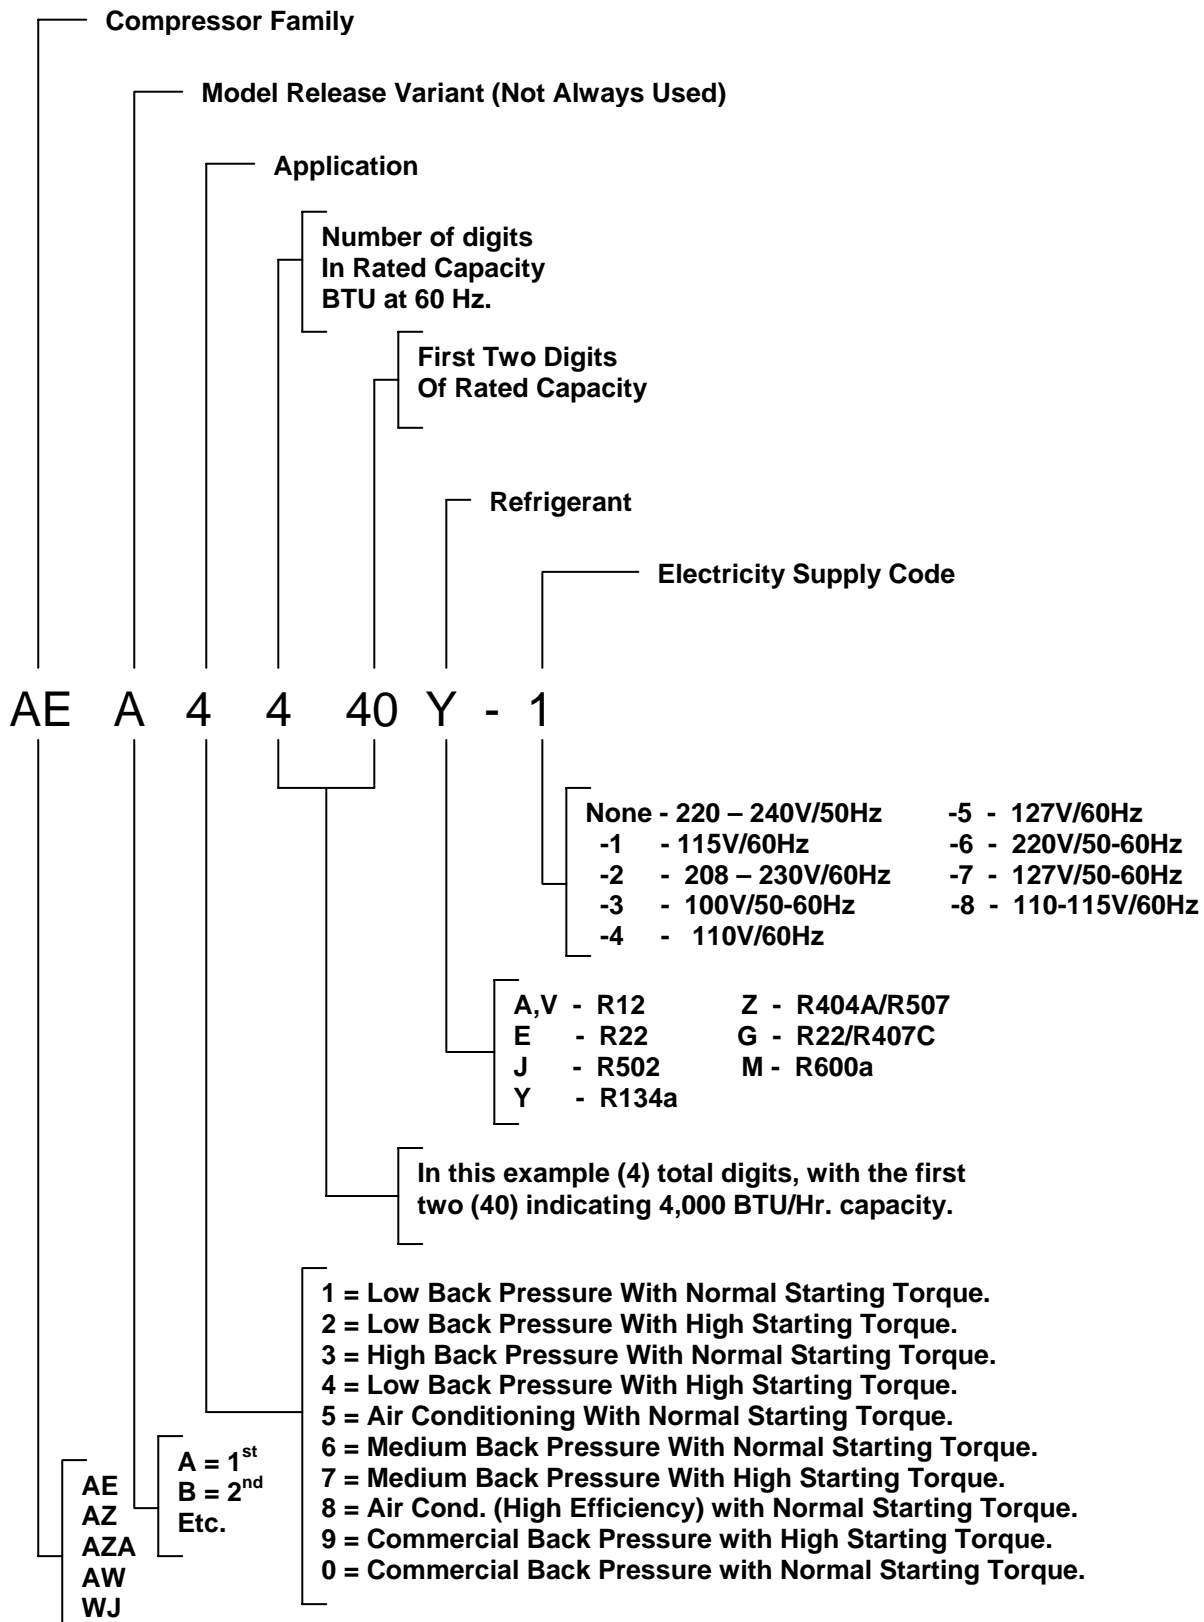 Compressor Family
Model Release Variant (Not Always Used)
Application
Number of digits
In Rated Capacity
BTU at 60 Hz.
First Two Digits
Of Rated Capacity
Refrigerant
Electricity Supply Code
AE A 4 4 40 Y - 1
None - 220 – 240V/50Hz -5 - 127V/60Hz
-1 - 115V/60Hz -6 - 220V/50-60Hz
-2 - 208 – 230V/60Hz -7 - 127V/50-60Hz
-3 - 100V/50-60Hz -8 - 110-115V/60Hz
-4 - 110V/60Hz
A,V - R12 Z - R404A/R507
E - R22 G - R22/R407C
J - R502 M - R600a
Y - R134a
In this example (4) total digits, with the first
two (40) indicating 4,000 BTU/Hr. capacity.
1 = Low Back Pressure With Normal Starting Torque.
2 = Low Back Pressure With High Starting Torque.
3 = High Back Pressure With Normal Starting Torque.
4 = Low Back Pressure With High Starting Torque.
5 = Air Conditioning With Normal Starting Torque.
6 = Medium Back Pressure With Normal Starting Torque.
7 = Medium Back Pressure With High Starting Torque.
8 = Air Cond. (High Efficiency) with Normal Starting Torque.
9 = Commercial Back Pressure with High Starting Torque.
0 = Commercial Back Pressure with Normal Starting Torque.
A = 1st
B = 2nd
Etc.
AE
AZ
AZA
AW
WJ